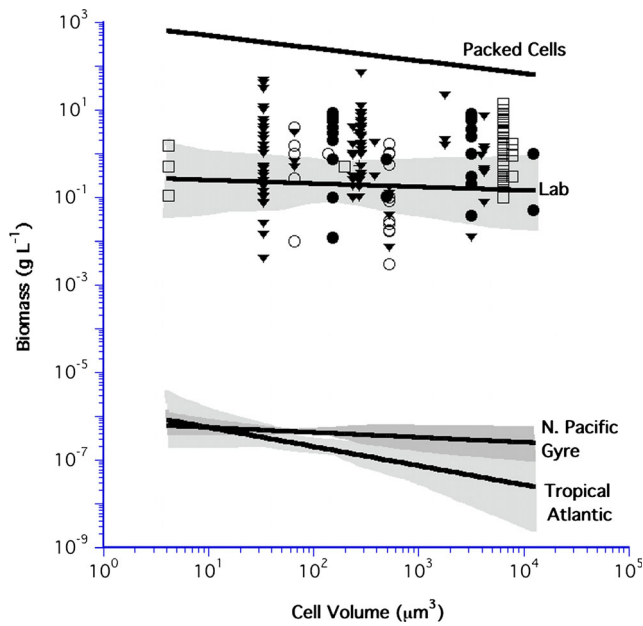 10³
Packed Cells
10¹
Lab
10⁻¹
Biomass (g L⁻¹)
10⁻³
10⁻⁵
N. Pacific
Gyre
10⁻⁷
Tropical
Atlantic
10⁻⁹
10⁰ 10¹ 10² 10³ 10⁴ 10⁵
Cell Volume (μm³)